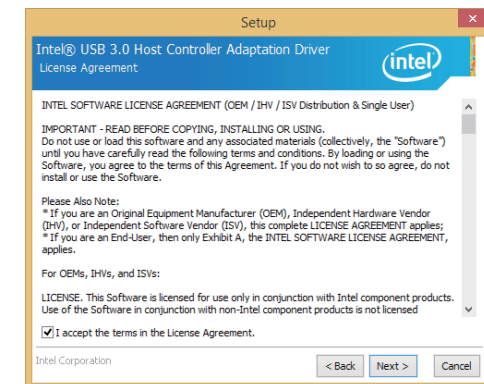 Setup
Intel® USB 3.0 Host Controller Adaptation Driver
License Agreement
intel
INTEL SOFTWARE LICENSE AGREEMENT (OEM / IHV / ISV Distribution & Single User)
IMPORTANT - READ BEFORE COPYING, INSTALLING OR USING.
Do not use or load this software and any associated materials (collectively, the "Software")
until you have carefully read the following terms and conditions. By loading or using the
Software, you agree to the terms of this Agreement. If you do not wish to so agree, do not
install or use the Software.
Please Also Note:
* If you are an Original Equipment Manufacturer (OEM), Independent Hardware Vendor
(IHV), or Independent Software Vendor (ISV), this complete LICENSE AGREEMENT applies;
* If you are an End-User, then only Exhibit A, the INTEL SOFTWARE LICENSE AGREEMENT,
applies.
For OEMs, IHVs, and ISVs:
LICENSE. This Software is licensed for use only in conjunction with Intel component products.
Use of the Software in conjunction with non-Intel component products is not licensed
I accept the terms in the License Agreement.
Intel Corporation
< Back Next > Cancel